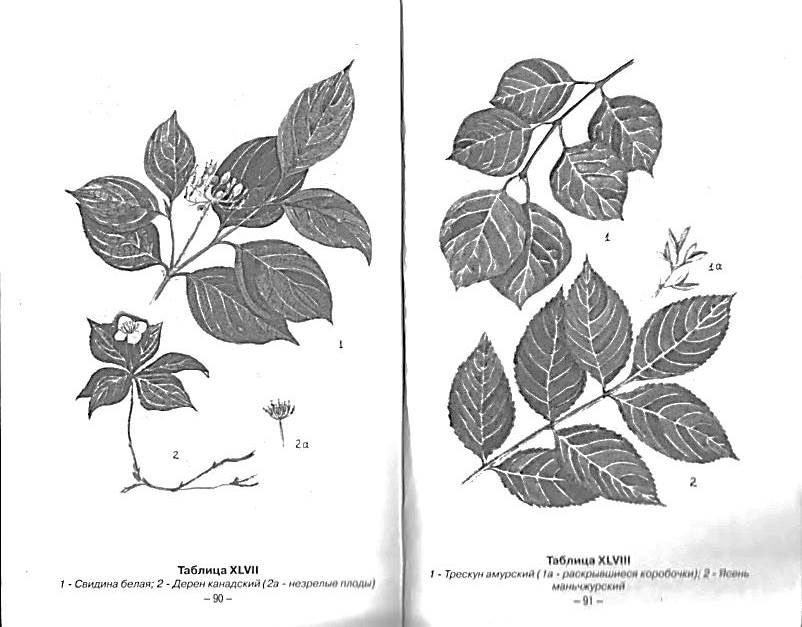 1
2
2а
Таблица XLVII
1 - Свидина белая; 2 - Дерен канадский (2а - незрелые плоды)
– 90 –
1
1а
2
Таблица XLVIII
1 - Трескун амурский (1а - раскрывшиеся коробочки); 2 - Ясень
маньчжурский
– 91 –